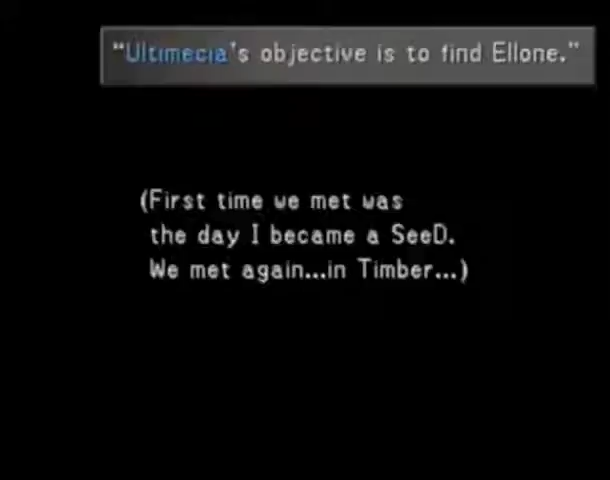 “Ultimecia's objective is to find Ellone.”
(First time we met was
the day I became a SeeD.
We met again...in Timber...)